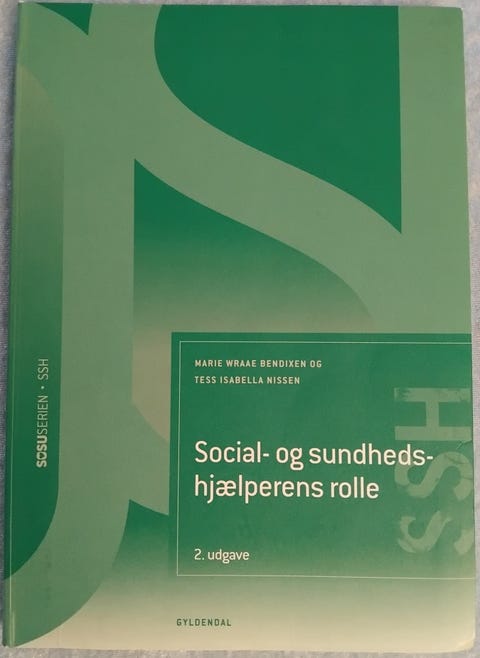 MARIE WRAAE BENDIXEN OG
TESS ISABELLA NISSEN
Social- og sundheds-
hjælperens rolle
2. udgave
SSH
SOSUSERIEN • SSH
GYLDENDAL